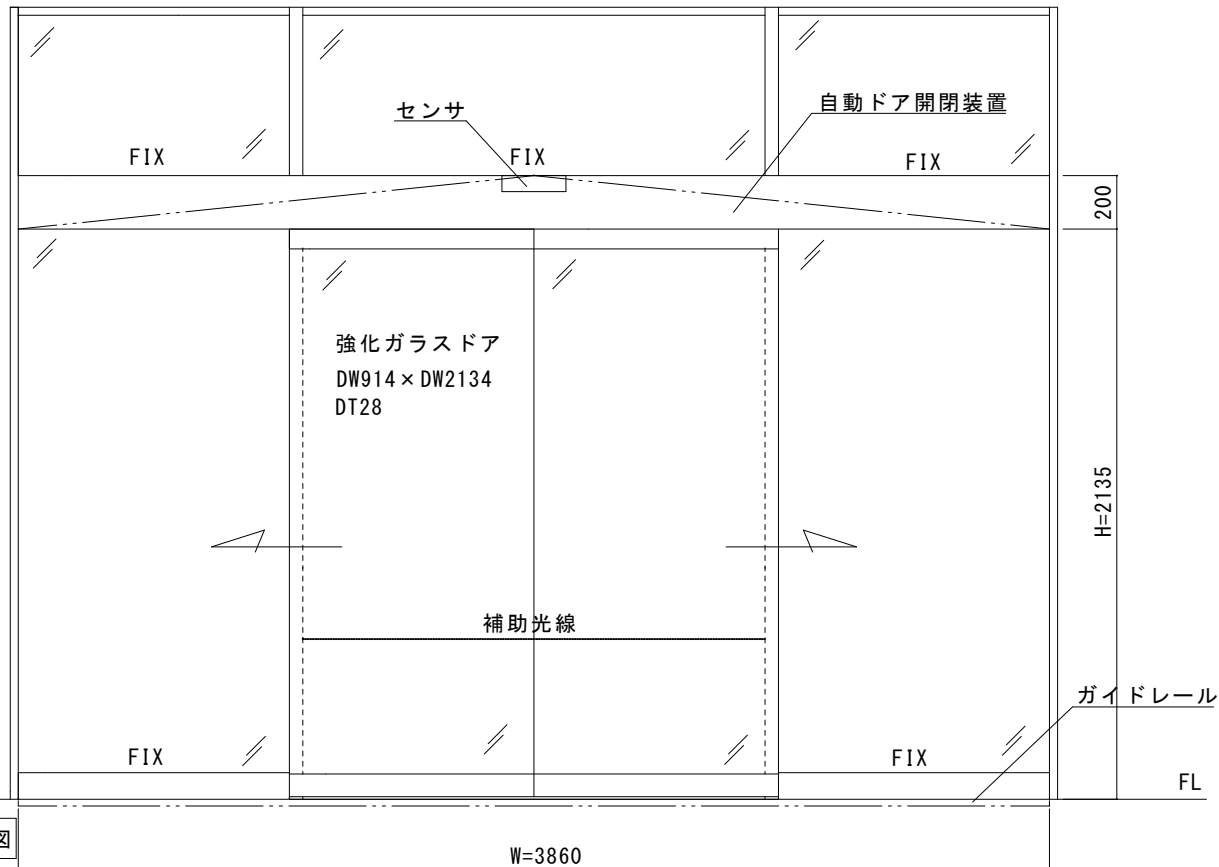 センサ
自動ドア開閉装置
FIX
FIX
FIX
200
強化ガラスドア
DW914×DW2134
DT28
H=2135
補助光線
ガイドレール
FIX
FIX
FL
図
W=3860